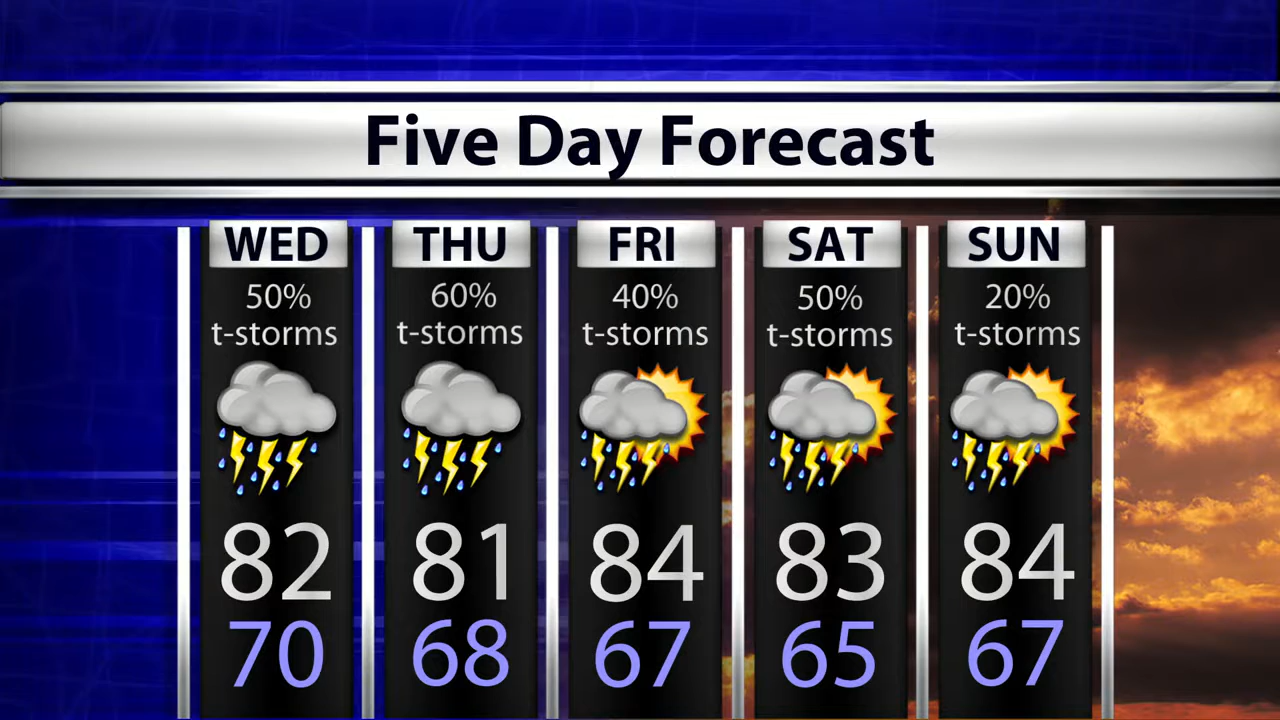 Five Day Forecast
WED THU FRI SAT SUN
50% 60% 40% 50% 20%
t-storms t-storms t-storms t-storms t-storms
82 81 84 83 84
70 68 67 65 67